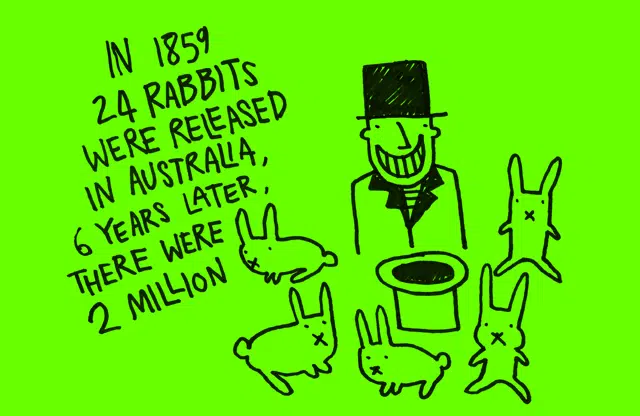 IN 1859
24 RABBITS
WERE RELEASED
IN AUSTRALIA,
6 YEARS LATER,
THERE WERE
2 MILLION